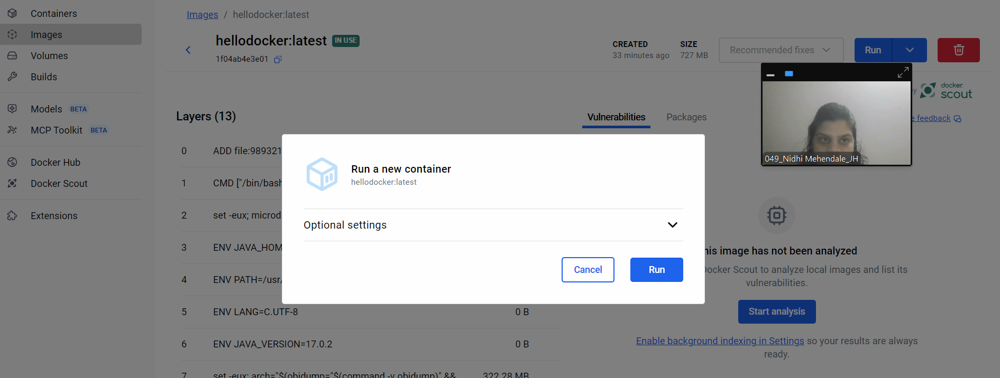 Containers
Images
Volumes
Builds
Models BETA
MCP Toolkit BETA
Docker Hub
Docker Scout
Extensions
Images / hellodocker:latest
hellodocker:latest IN USE
1f04ab4e3e01
CREATED
33 minutes ago
SIZE
727 MB
Recommended fixes
Run
by
docker
scout
feedback
049_Nidhi Mehendale_JH
Layers (13)
Vulnerabilities
Packages
0 ADD file:989321
1 CMD ["/bin/bash
2 set -eux; microd
3 ENV JAVA_HOM
4 ENV PATH=/usr/
5 ENV LANG=C.UTF-8 0 B
6 ENV JAVA_VERSION=17.0.2 0 B
7 set -eux; arch="$(objdump="$(command -v objdump)" && 322.28 MB
Run a new container
hellodocker:latest
Optional settings
Cancel
Run
his image has not been analyzed
Docker Scout to analyze local images and list its
vulnerabilities.
Start analysis
Enable background indexing in Settings so your results are always
ready.